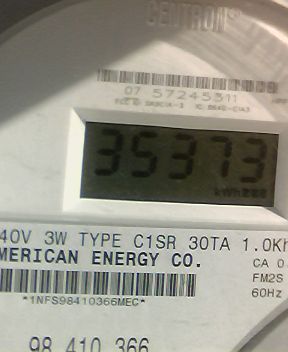 CENTRON®
07 57245311
35373
kWh
40V 3W TYPE C1SR 30TA 1.0Kh
MERICAN ENERGY CO.
CA 0.
FM2S
60Hz
*1NFS98410366MEC*
98 410 366